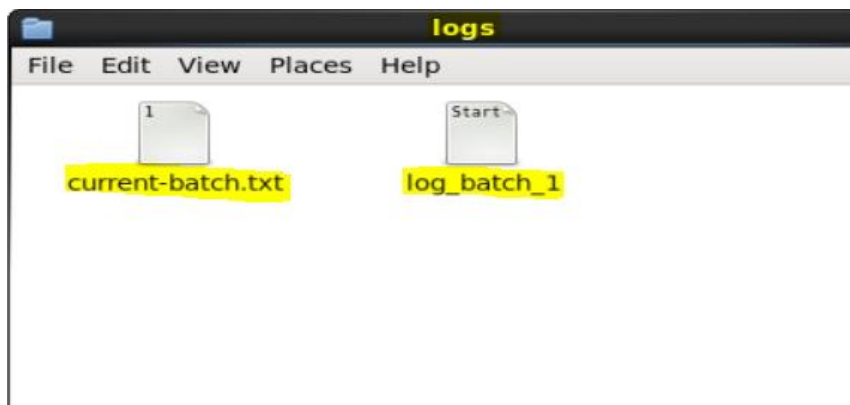 logs
File Edit View Places Help
1
Start
current-batch.txt
log_batch_1